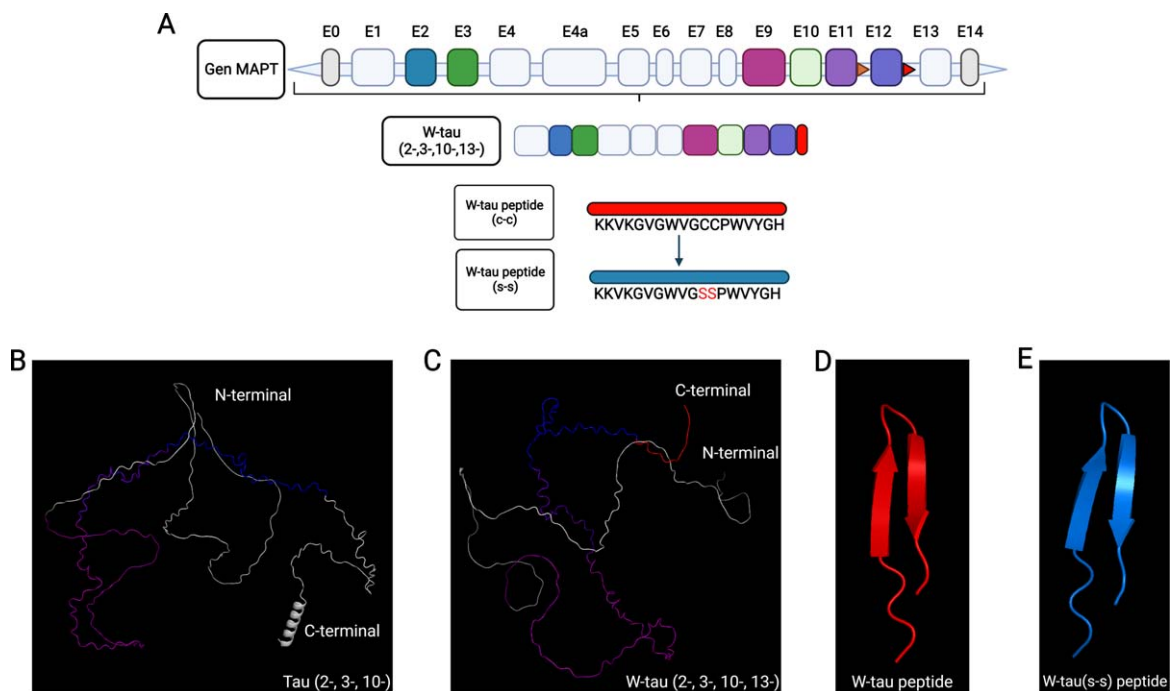 A
E0 E1 E2 E3 E4 E4a E5 E6 E7 E8 E9 E10 E11 E12 E13 E14
Gen MAPT
W-tau
(2-,3-,10-,13-)
W-tau peptide
(c-c)
KKVKGVGWVGCCPWVYGH
W-tau peptide
(s-s)
KKVKGVGWVGSSPWVYGH
B
N-terminal
C-terminal
Tau (2-, 3-, 10-)
C
C-terminal
N-terminal
W-tau (2-, 3-, 10-, 13-)
D
W-tau peptide
E
W-tau(s-s) peptide